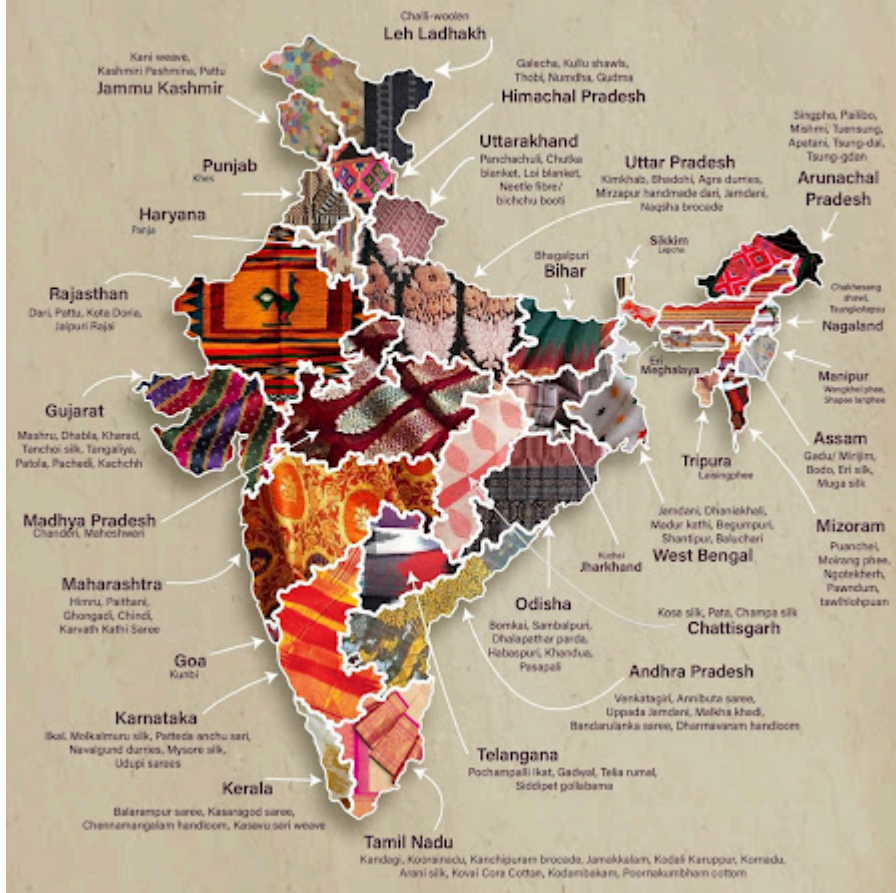 Challi-woolen
Leh Ladhakh
Kani weave,
Kashmiri Pashmina, Pattu
Jammu Kashmir
Galecha, Kullu shawls,
Thobi, Numdha, Gudma
Himachal Pradesh
Singpho, Pailibo,
Mishmi, Tuensung,
Apatani, Tsung-dal,
Tsung-gdan
Arunachal
Pradesh
Punjab
Khes
Uttarakhand
Panchachuli, Chutka
blanket, Loi blanket,
Neetle fibre/
bichchu booti
Uttar Pradesh
Kimkhab, Bhadohi, Agra durries,
Mirzapur handmade dari, Jamdani,
Naqsha brocade
Haryana
Panja
Sikkim
Lepcha
Bhagalpuri
Bihar
Rajasthan
Dari, Pattu, Kota Doria,
Jaipuri Rajai
Chakhesang
shawl,
Tsungkotepsu
Nagaland
Eri
Meghalaya
Manipur
Wangkhei phee,
Shapee lanphee
Gujarat
Mashru, Dhabla, Kharad,
Tanchoi silk, Tangaliya,
Patola, Pachedi, Kachchh
Assam
Gadu/ Mirijim,
Bodo, Eri silk,
Muga silk
Tripura
Laisingphee
Madhya Pradesh
Chanderi, Maheshwari
Jamdani, Dhaniakhali,
Madur kathi, Begumpuri,
Shantipur, Baluchari
West Bengal
Mizoram
Puanchei,
Moirang phee,
Ngotekherh,
Pawndum,
tawlhlohpuan
Kuchai
Jharkhand
Maharashtra
Himru, Paithani,
Ghongadi, Chindi,
Karvath Kathi Saree
Odisha
Bomkai, Sambalpuri,
Dhalapathar parda,
Habaspuri, Khandua,
Pasapali
Kosa silk, Pata, Champa silk
Chattisgarh
Goa
Kunbi
Andhra Pradesh
Venkatagiri, Annibuta saree,
Uppada Jamdani, Malkha khadi,
Bandarulanka saree, Dharmavaram handloom
Karnataka
Ilkal. Molkalmuru silk, Patteda anchu sari,
Navalgund durries, Mysore silk,
Udupi sarees
Telangana
Pochampalli Ikat, Gadwal, Telia rumal,
Siddipet gollabama
Kerala
Balarampur saree, Kasaragod saree,
Chennamangalam handloom, Kasavu sari weave
Tamil Nadu
Kandagi, Koorainadu, Kanchipuram brocade, Jamakkalam, Kodali Karuppur, Kornadu,
Arani silk, Kovai Cora Cotton, Kodambakam, Poornakumbham cottom